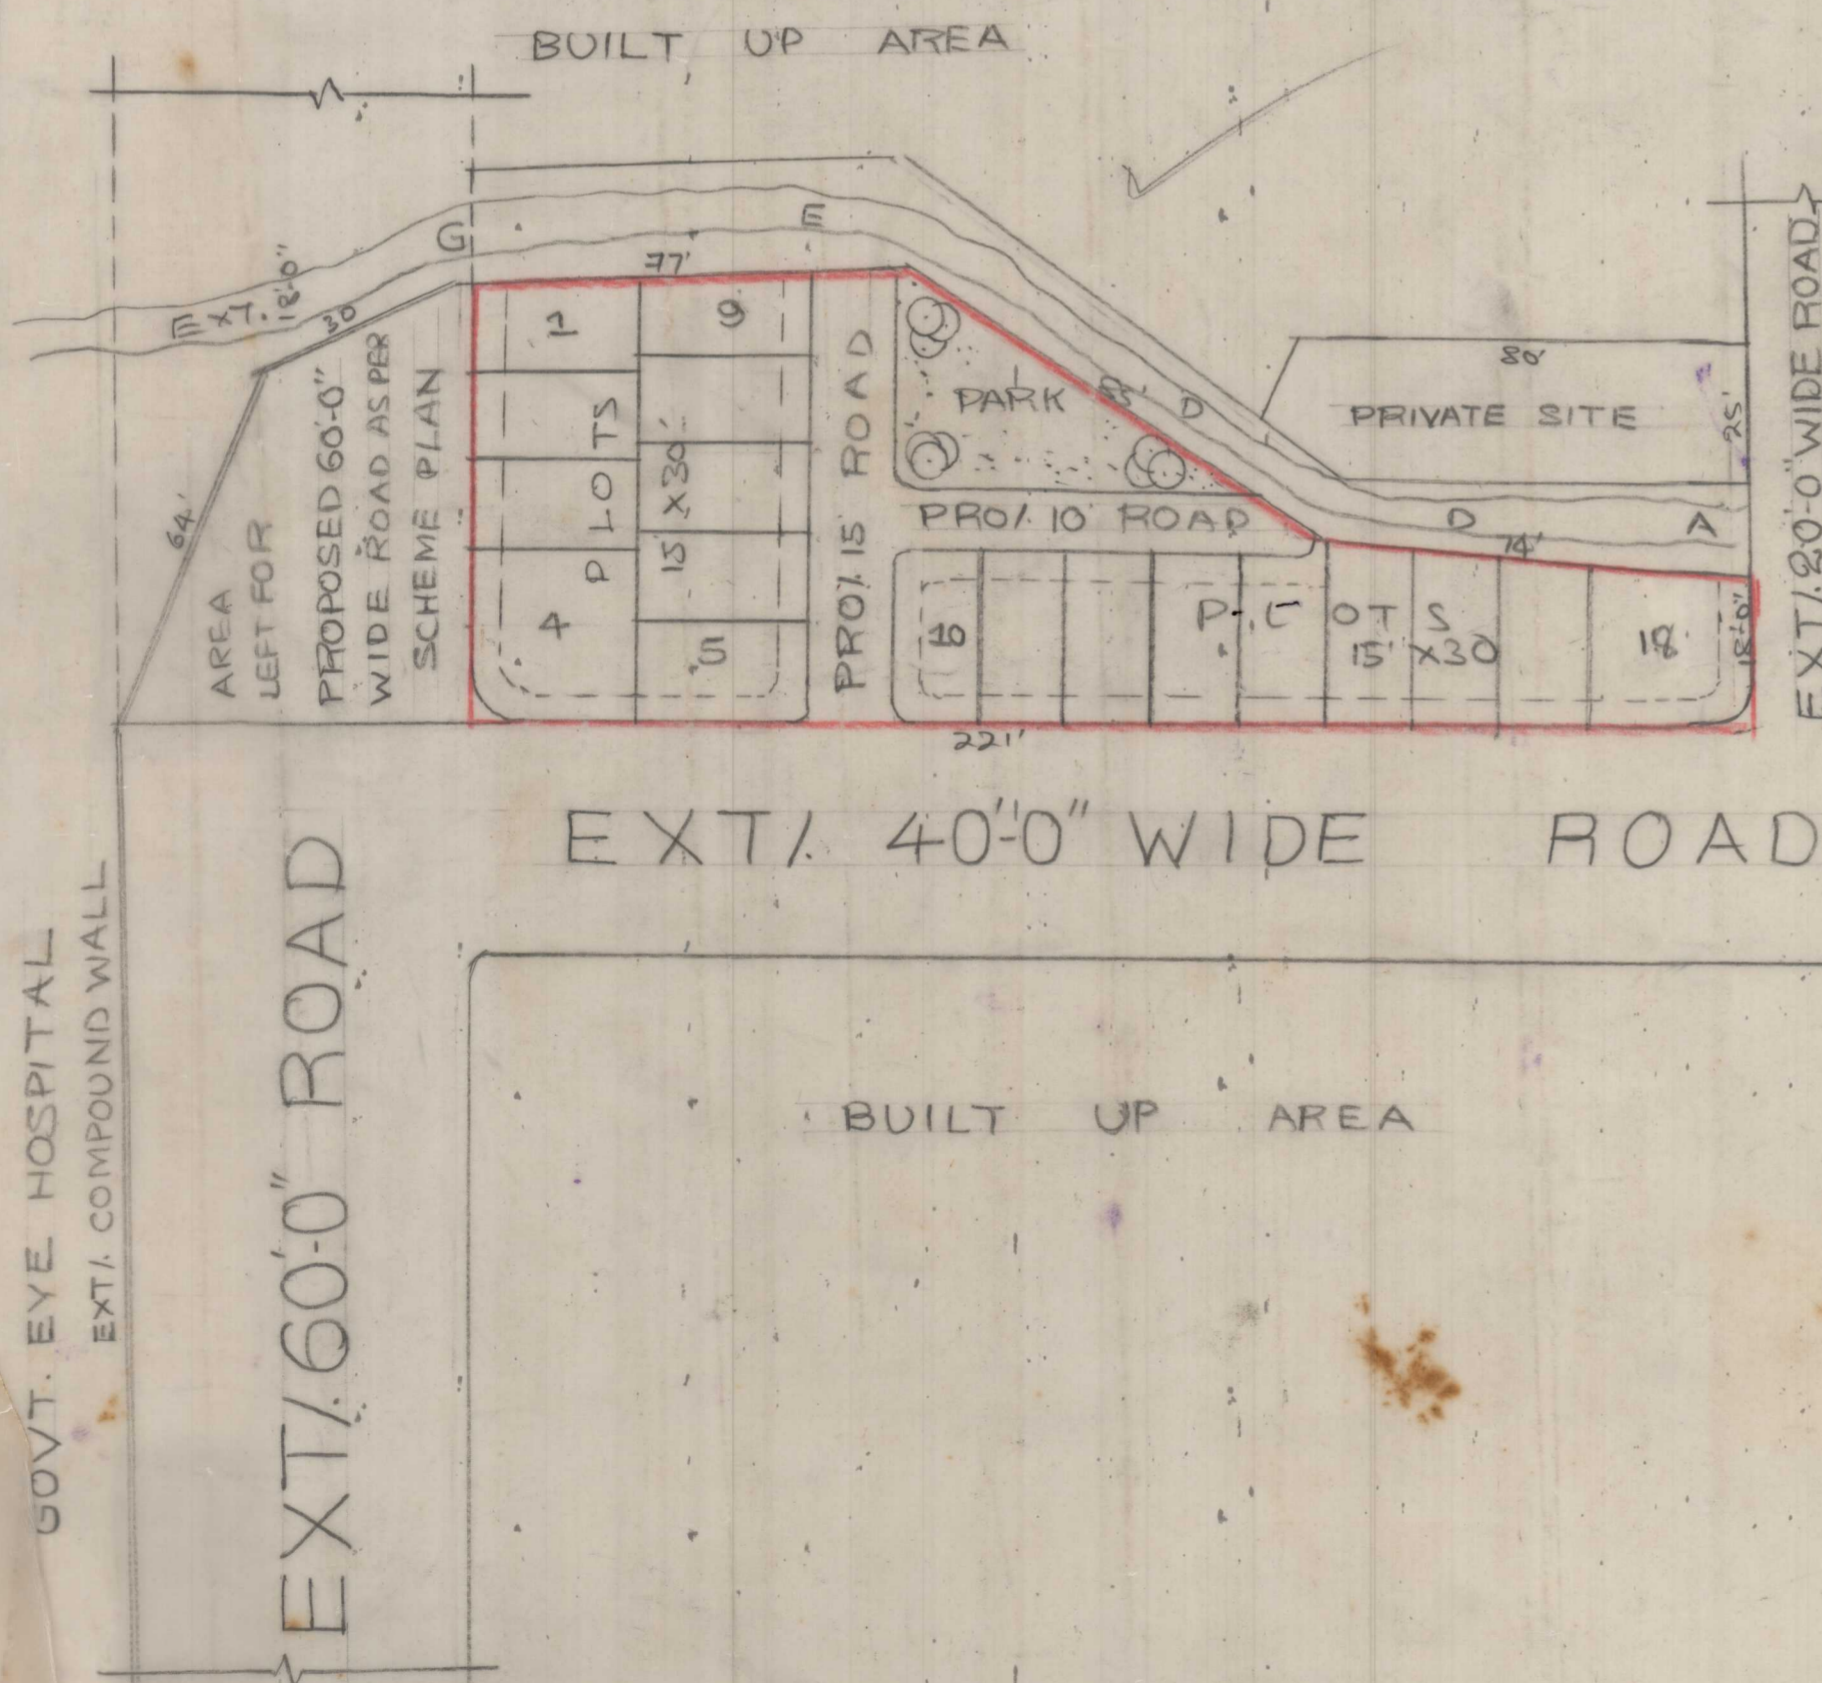 BUILT UP AREA
G
E
77'
EXT. 18'-0"
30'
1
9
PARK
D
80'
PRIVATE SITE
25'
EXT/. 20'-0" WIDE ROAD
64'
AREA
LEFT FOR
PROPOSED 60'-0"
WIDE ROAD AS PER
SCHEME PLAN
PLOTS
15' X 30'
PRO/. 15' ROAD
PRO/. 10' ROAD
D
A
74'
4
5
10
PLOTS
15' X 30'
18
18'-0"
221'
EXT/. 40'-0" WIDE ROAD
GOVT. EYE HOSPITAL
EXT/. COMPOUND WALL
EXT/. 60'-0" ROAD
BUILT UP AREA